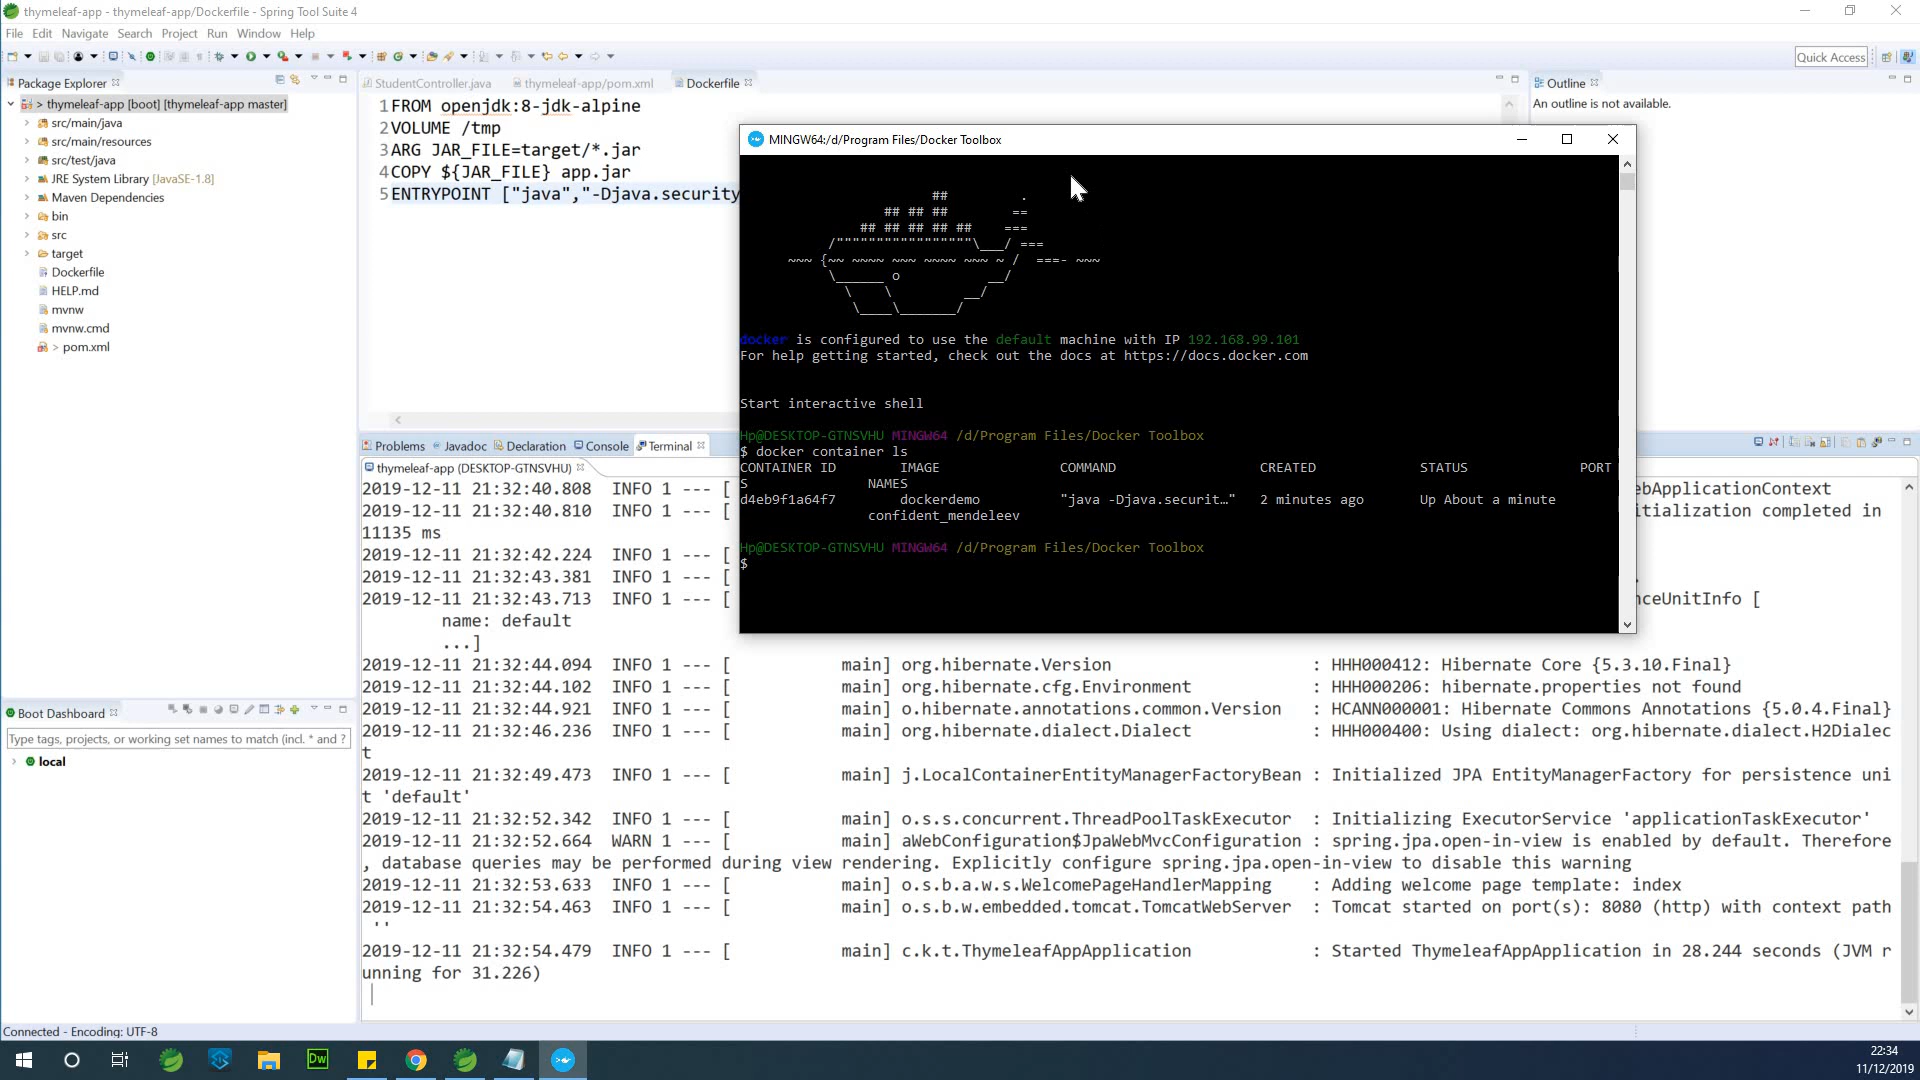 thymeleaf-app - thymeleaf-app/Dockerfile - Spring Tool Suite 4
File Edit Navigate Search Project Run Window Help
Quick Access
Package Explorer
> thymeleaf-app [boot] [thymeleaf-app master]
src/main/java
src/main/resources
src/test/java
JRE System Library [JavaSE-1.8]
Maven Dependencies
bin
src
target
Dockerfile
HELP.md
mvnw
mvnw.cmd
> pom.xml
StudentController.java thymeleaf-app/pom.xml Dockerfile
1 FROM openjdk:8-jdk-alpine
2 VOLUME /tmp
3 ARG JAR_FILE=target/*.jar
4 COPY ${JAR_FILE} app.jar
5 ENTRYPOINT ["java","-Djava.security
Outline
An outline is not available.
MINGW64:/d/Program Files/Docker Toolbox
## .
## ## ## ==
## ## ## ## ## ===
/"""""""""""""""""\___/ ===
~~~ {~~ ~~~~ ~~~ ~~~~ ~~~ ~ / ===- ~~~
\______ o __/
\ \ __/
\____\_______/
docker is configured to use the default machine with IP 192.168.99.101
For help getting started, check out the docs at https://docs.docker.com
Start interactive shell
Hp@DESKTOP-GTNSVHU MINGW64 /d/Program Files/Docker Toolbox
$ docker container ls
CONTAINER ID IMAGE COMMAND CREATED STATUS PORT
S NAMES
d4eb9f1a64f7 dockerdemo "java -Djava.securit…" 2 minutes ago Up About a minute
confident_mendeleev
Hp@DESKTOP-GTNSVHU MINGW64 /d/Program Files/Docker Toolbox
$
Problems Javadoc Declaration Console Terminal
thymeleaf-app (DESKTOP-GTNSVHU)
2019-12-11 21:32:40.808 INFO 1 --- [ ebApplicationContext
2019-12-11 21:32:40.810 INFO 1 --- [ itialization completed in
11135 ms
2019-12-11 21:32:42.224 INFO 1 --- [
2019-12-11 21:32:43.381 INFO 1 --- [
2019-12-11 21:32:43.713 INFO 1 --- [ nceUnitInfo [
name: default
...]
2019-12-11 21:32:44.094 INFO 1 --- [ main] org.hibernate.Version : HHH000412: Hibernate Core {5.3.10.Final}
2019-12-11 21:32:44.102 INFO 1 --- [ main] org.hibernate.cfg.Environment : HHH000206: hibernate.properties not found
2019-12-11 21:32:44.921 INFO 1 --- [ main] o.hibernate.annotations.common.Version : HCANN000001: Hibernate Commons Annotations {5.0.4.Final}
2019-12-11 21:32:46.236 INFO 1 --- [ main] org.hibernate.dialect.Dialect : HHH000400: Using dialect: org.hibernate.dialect.H2Dialec
t
2019-12-11 21:32:49.473 INFO 1 --- [ main] j.LocalContainerEntityManagerFactoryBean : Initialized JPA EntityManagerFactory for persistence uni
t 'default'
2019-12-11 21:32:52.342 INFO 1 --- [ main] o.s.s.concurrent.ThreadPoolTaskExecutor : Initializing ExecutorService 'applicationTaskExecutor'
2019-12-11 21:32:52.664 WARN 1 --- [ main] aWebConfiguration$JpaWebMvcConfiguration : spring.jpa.open-in-view is enabled by default. Therefore
, database queries may be performed during view rendering. Explicitly configure spring.jpa.open-in-view to disable this warning
2019-12-11 21:32:53.633 INFO 1 --- [ main] o.s.b.a.w.s.WelcomePageHandlerMapping : Adding welcome page template: index
2019-12-11 21:32:54.463 INFO 1 --- [ main] o.s.b.w.embedded.tomcat.TomcatWebServer : Tomcat started on port(s): 8080 (http) with context path
''
2019-12-11 21:32:54.479 INFO 1 --- [ main] c.k.t.ThymeleafAppApplication : Started ThymeleafAppApplication in 28.244 seconds (JVM r
unning for 31.226)
Boot Dashboard
Type tags, projects, or working set names to match (incl. * and ?
local
Connected - Encoding: UTF-8
Dw
22:34
11/12/2019